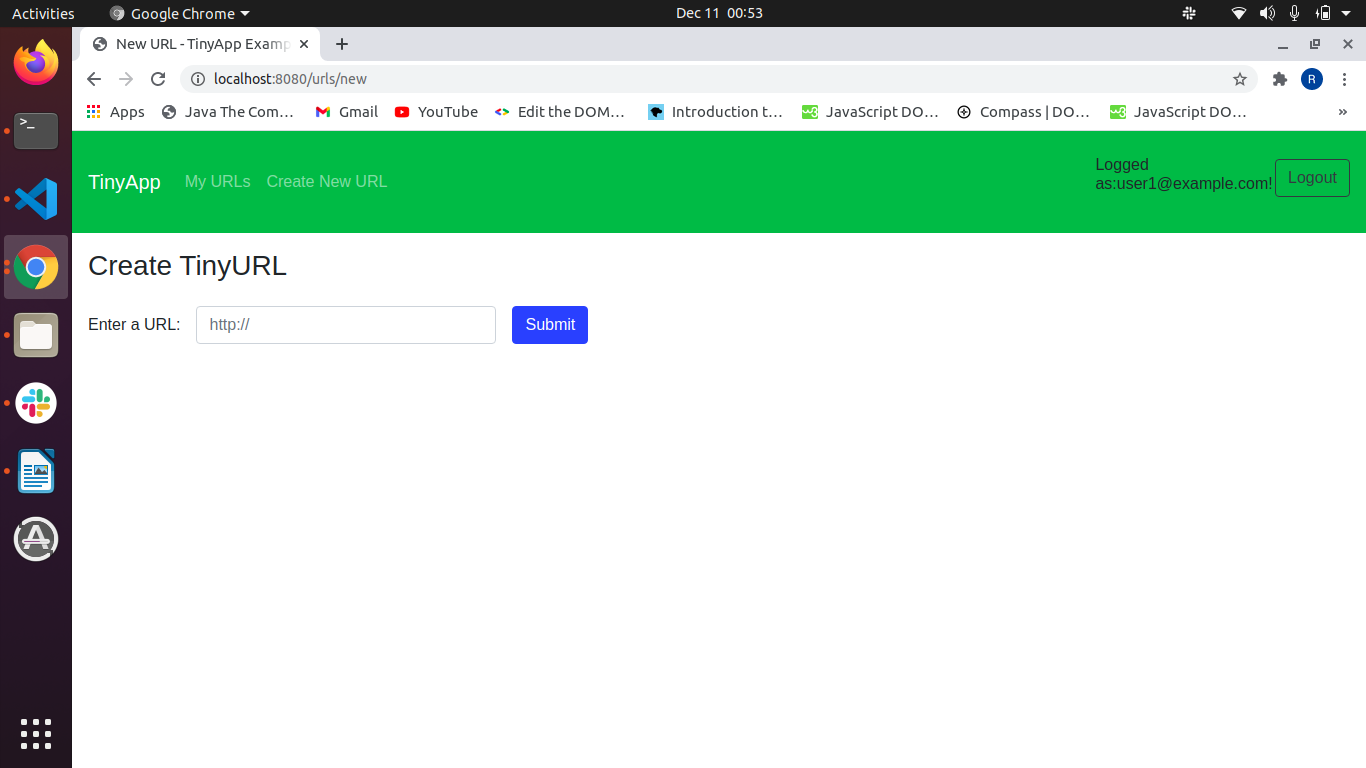 Activities Google Chrome Dec 11 00:53
New URL - TinyApp Examp
localhost:8080/urls/new R
Apps Java The Com… Gmail YouTube Edit the DOM… Introduction t… JavaScript DO… Compass | DO… JavaScript DO… »
TinyApp My URLs Create New URL
Logged
as:user1@example.com! Logout
Create TinyURL
Enter a URL: http:// Submit